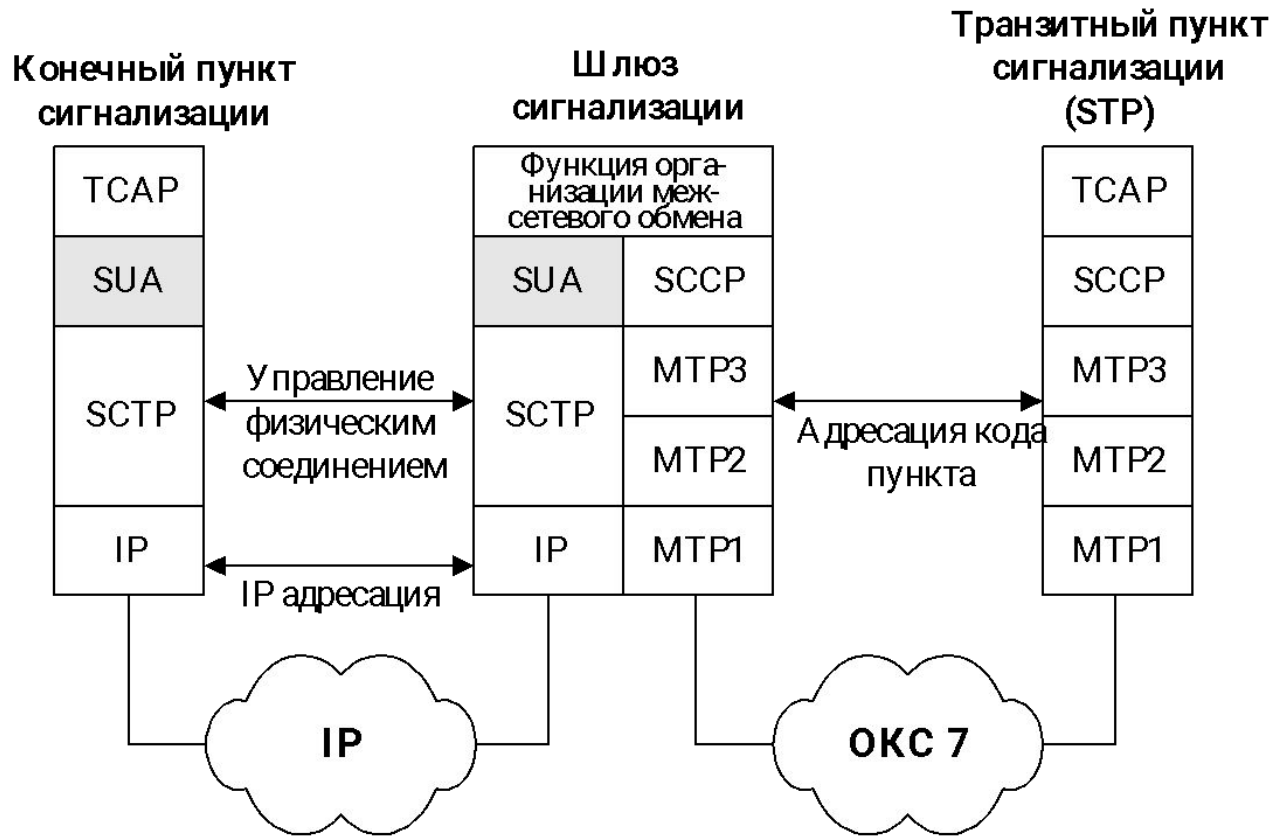 Конечный пункт
сигнализации
Шлюз
сигнализации
Транзитный пункт
сигнализации
(STP)
TCAP
SUA
SCTP
IP
Функция орга-
низации меж-
сетевого обмена
SUA
SCCP
SCTP
MTP3
MTP2
IP
MTP1
TCAP
SCCP
MTP3
MTP2
MTP1
Управление
физическим
соединением
IP адресация
Адресация кода
пункта
IP
ОКС 7